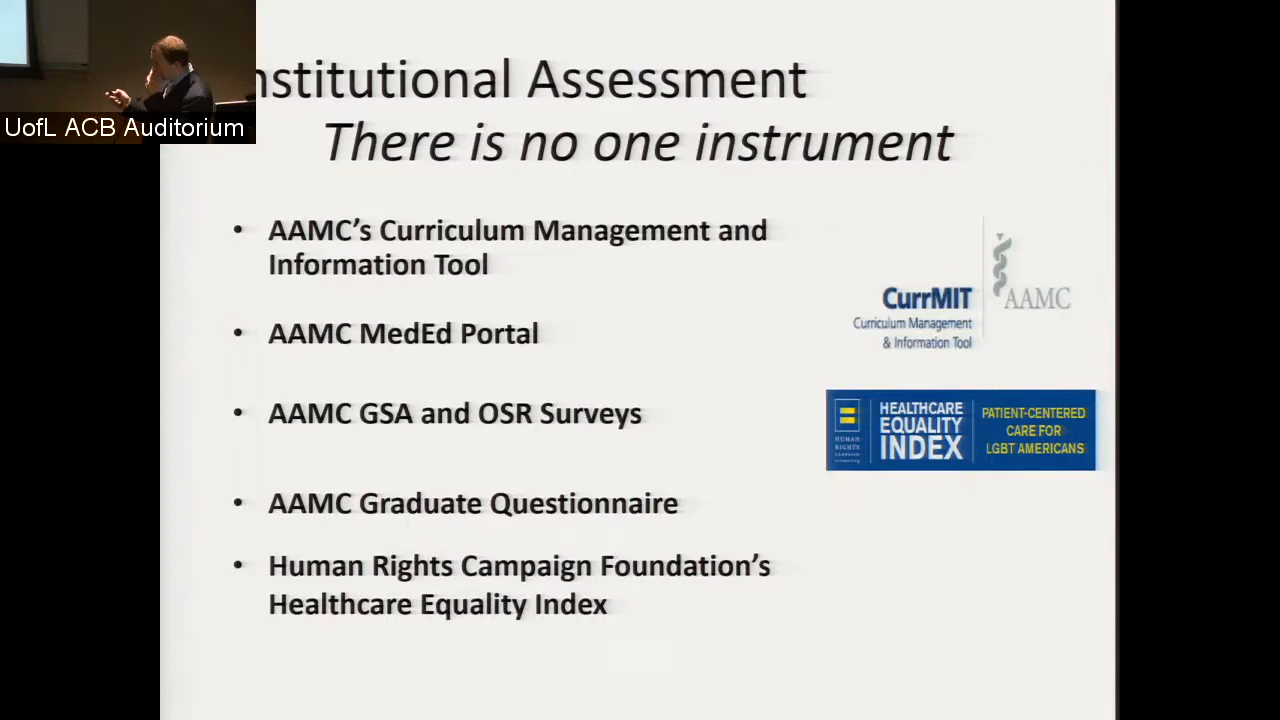 UofL ACB Auditorium
nstitutional Assessment
There is no one instrument
• AAMC’s Curriculum Management and
Information Tool
• AAMC MedEd Portal
• AAMC GSA and OSR Surveys
• AAMC Graduate Questionnaire
• Human Rights Campaign Foundation’s
Healthcare Equality Index
CurrMIT
Curriculum Management
& Information Tool
AAMC
HUMAN
RIGHTS
CAMPAIGN
HEALTHCARE
EQUALITY
INDEX
PATIENT-CENTERED
CARE FOR
LGBT AMERICANS